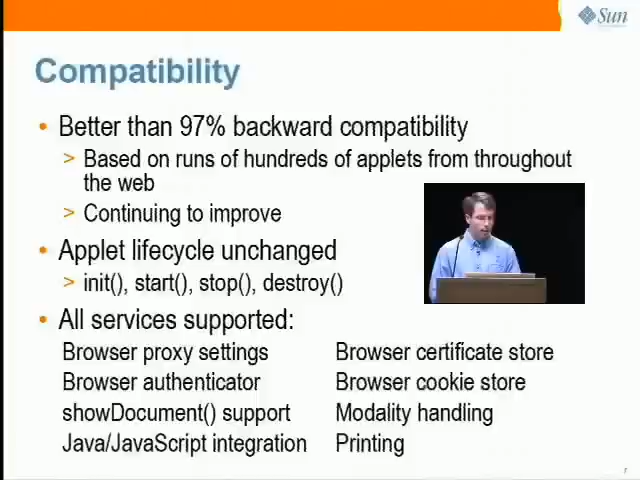 Sun
Compatibility
• Better than 97% backward compatibility
> Based on runs of hundreds of applets from throughout
the web
> Continuing to improve
• Applet lifecycle unchanged
> init(), start(), stop(), destroy()
• All services supported:
Browser proxy settings Browser certificate store
Browser authenticator Browser cookie store
showDocument() support Modality handling
Java/JavaScript integration Printing